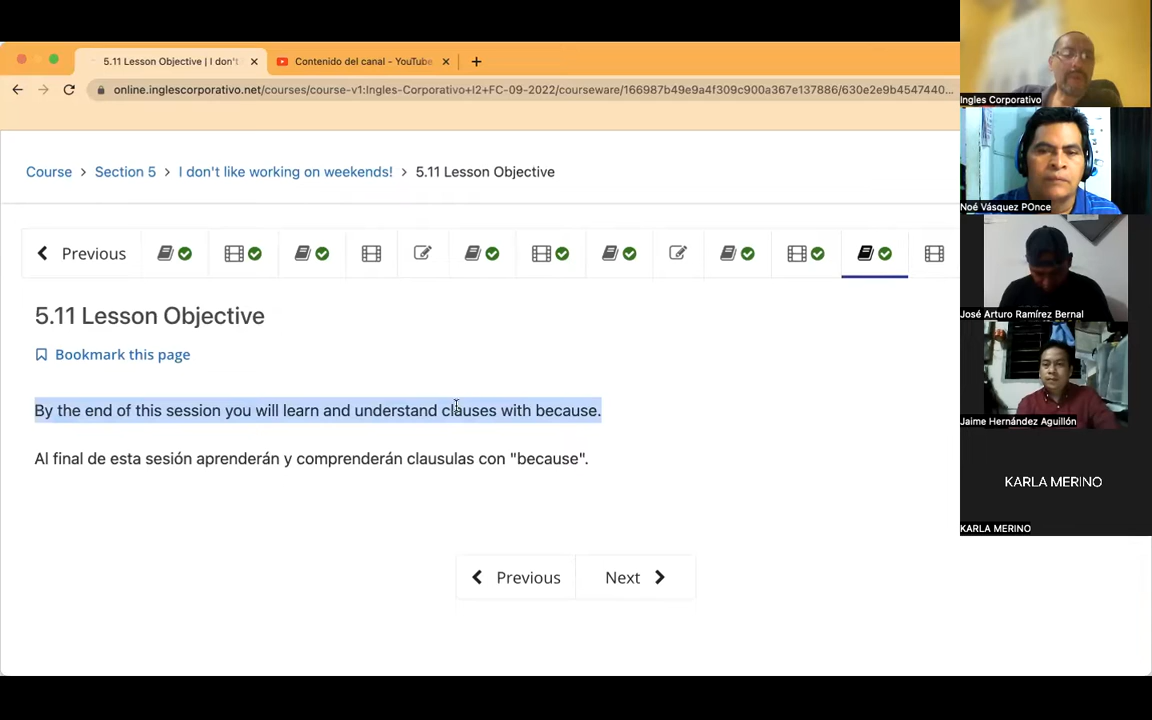 5.11 Lesson Objective | I don't
Contenido del canal - YouTube
online.inglescorporativo.net/courses/course-v1:Ingles-Corporativo+I2+FC-09-2022/courseware/166987b49e9a4f309c900a367e137886/630e2e9b4547440...
Course > Section 5 > I don't like working on weekends! > 5.11 Lesson Objective
Previous
5.11 Lesson Objective
Bookmark this page
By the end of this session you will learn and understand clauses with because.
Al final de esta sesión aprenderán y comprenderán clausulas con "because".
Previous
Next
Ingles Corporativo
Noé Vásquez POnce
José Arturo Ramírez Bernal
Jaime Hernández Aguillón
KARLA MERINO
KARLA MERINO